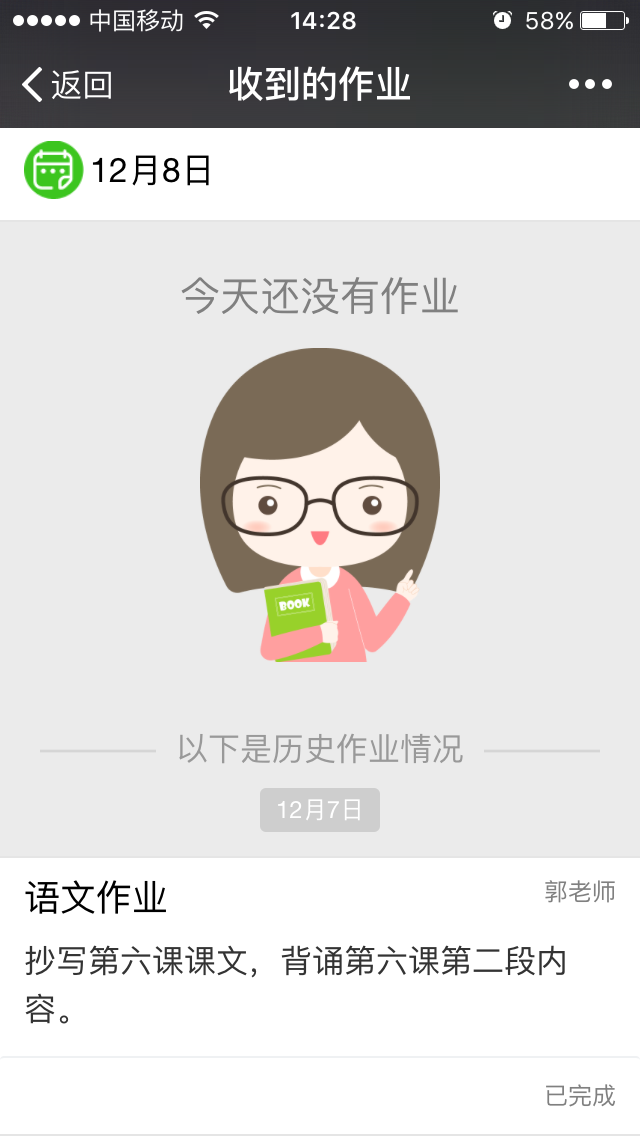 中国移动 14:28 58%
返回 收到的作业
12月8日
今天还没有作业
BOOK
以下是历史作业情况
12月7日
语文作业 郭老师
抄写第六课课文，背诵第六课第二段内
容。
已完成